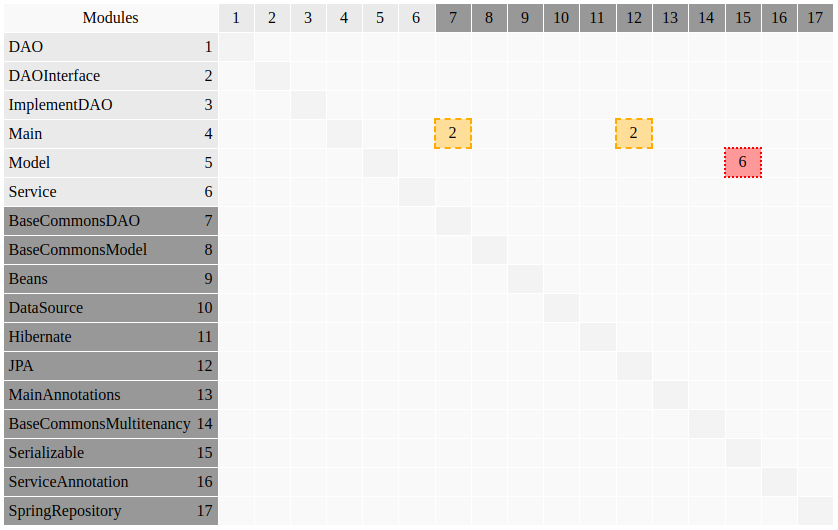 Modules 1 2 3 4 5 6 7 8 9 10 11 12 13 14 15 16 17
DAO 1
DAOInterface 2
ImplementDAO 3
Main 4 2 2
Model 5 6
Service 6
BaseCommonsDAO 7
BaseCommonsModel 8
Beans 9
DataSource 10
Hibernate 11
JPA 12
MainAnnotations 13
BaseCommonsMultitenancy 14
Serializable 15
ServiceAnnotation 16
SpringRepository 17